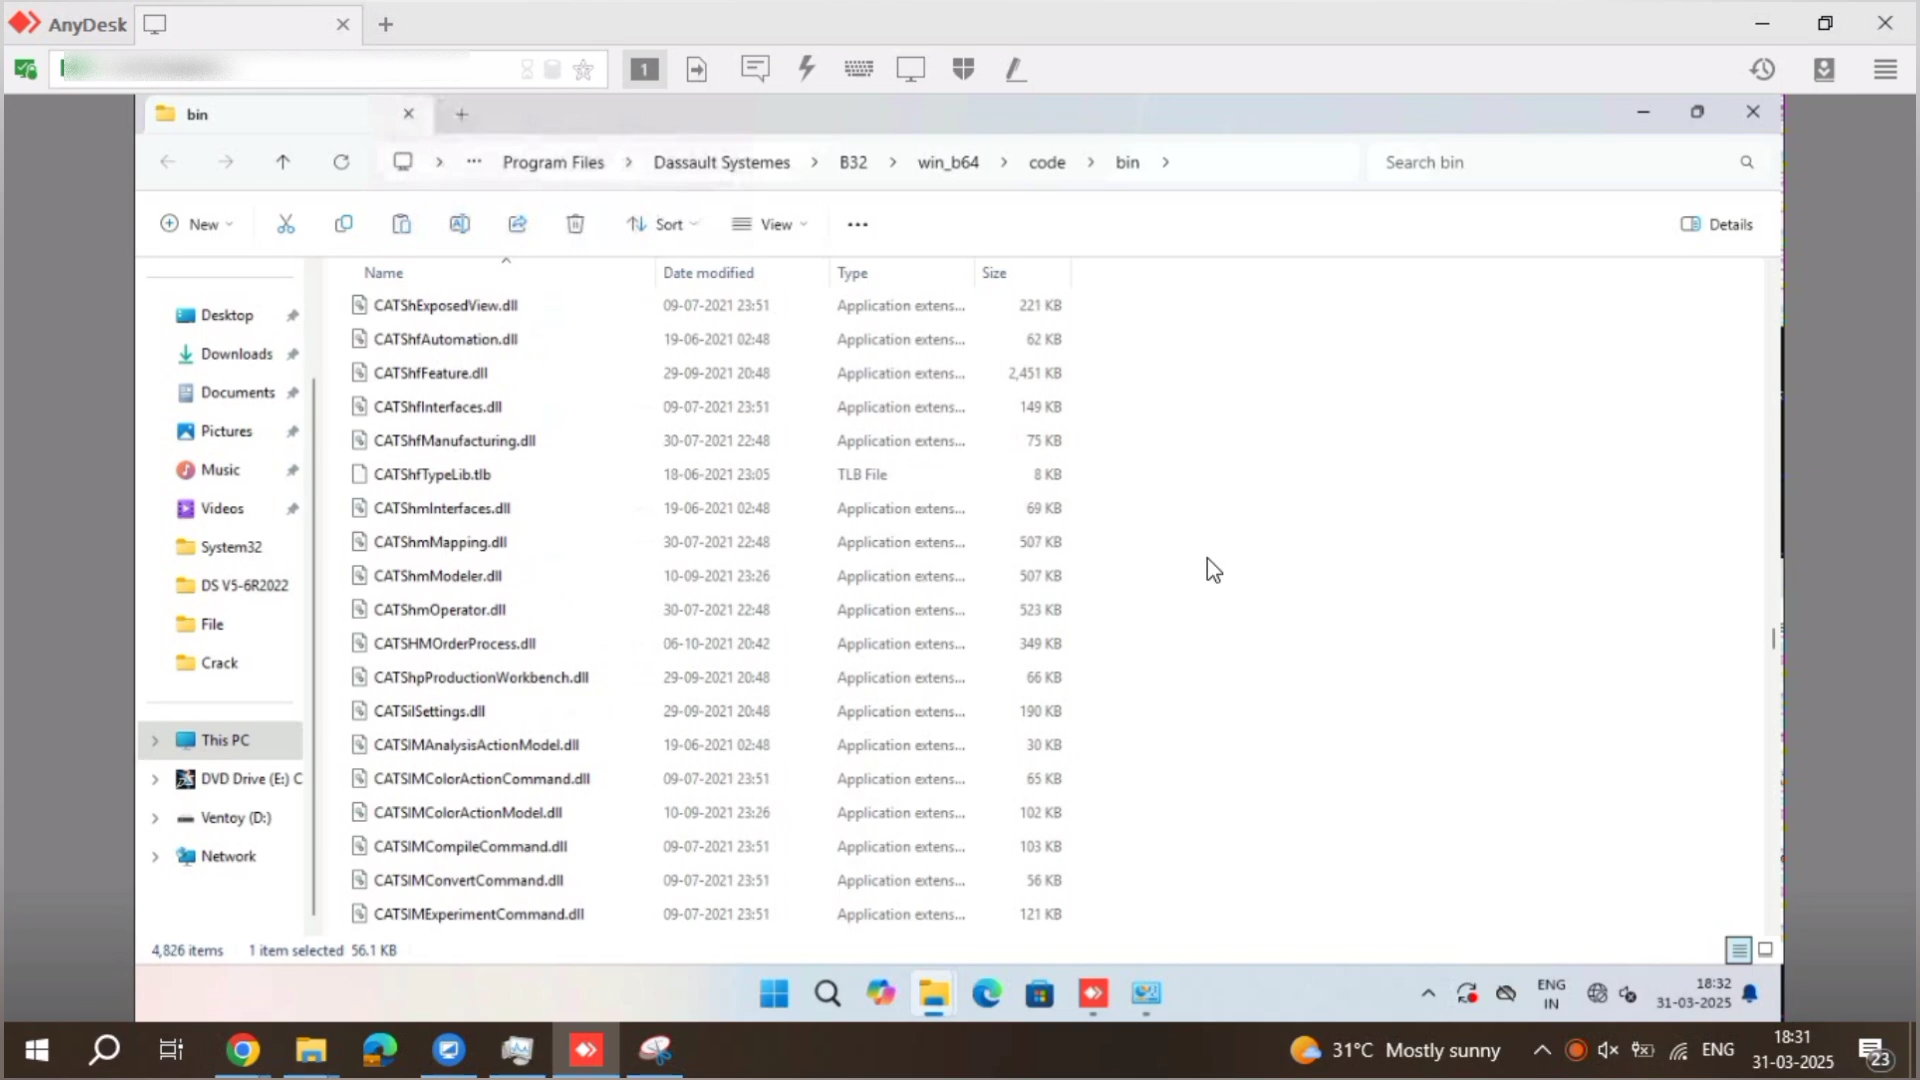 AnyDesk
1
bin
Program Files > Dassault Systemes > B32 > win_b64 > code > bin >
Search bin
New
Sort
View
Details
Name Date modified Type Size
Desktop
Downloads
Documents
Pictures
Music
Videos
System32
DS V5-6R2022
File
Crack
This PC
DVD Drive (E:) C
Ventoy (D:)
Network
CATShExposedView.dll 09-07-2021 23:51 Application extens... 221 KB
CATShfAutomation.dll 19-06-2021 02:48 Application extens... 62 KB
CATShfFeature.dll 29-09-2021 20:48 Application extens... 2,451 KB
CATShfInterfaces.dll 09-07-2021 23:51 Application extens... 149 KB
CATShfManufacturing.dll 30-07-2021 22:48 Application extens... 75 KB
CATShfTypeLib.tlb 18-06-2021 23:05 TLB File 8 KB
CATShmInterfaces.dll 19-06-2021 02:48 Application extens... 69 KB
CATShmMapping.dll 30-07-2021 22:48 Application extens... 507 KB
CATShmModeler.dll 10-09-2021 23:26 Application extens... 507 KB
CATShmOperator.dll 30-07-2021 22:48 Application extens... 523 KB
CATSHMOrderProcess.dll 06-10-2021 20:42 Application extens... 349 KB
CATShpProductionWorkbench.dll 29-09-2021 20:48 Application extens... 66 KB
CATSilSettings.dll 29-09-2021 20:48 Application extens... 190 KB
CATSIMAnalysisActionModel.dll 19-06-2021 02:48 Application extens... 30 KB
CATSIMColorActionCommand.dll 09-07-2021 23:51 Application extens... 65 KB
CATSIMColorActionModel.dll 10-09-2021 23:26 Application extens... 102 KB
CATSIMCompileCommand.dll 09-07-2021 23:51 Application extens... 103 KB
CATSIMConvertCommand.dll 09-07-2021 23:51 Application extens... 56 KB
CATSIMExperimentCommand.dll 09-07-2021 23:51 Application extens... 121 KB
4,826 items 1 item selected 56.1 KB
ENG
IN
18:32
31-03-2025
31°C Mostly sunny
ENG
18:31
31-03-2025
23